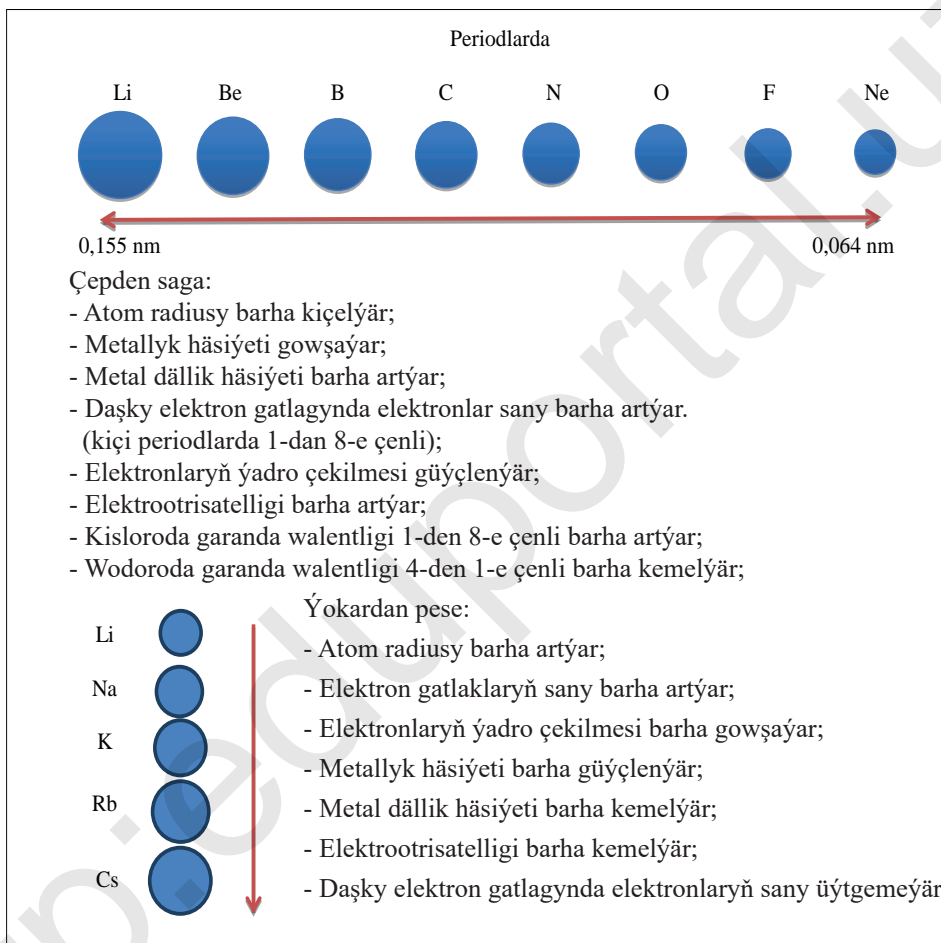 Periodlarda
Li Be B C N O F Ne
0,155 nm 0,064 nm
Çepden saga:
- Atom radiusy barha kiçelýär;
- Metallyk häsiýeti gowşaýar;
- Metal dällik häsiýeti barha artýar;
- Daşky elektron gatlagynda elektronlar sany barha artýar.
(kiçi periodlarda 1-dan 8-e çenli);
- Elektronlaryň ýadro çekilmesi güýçlenýär;
- Elektrootrisatelligi barha artýar;
- Kisloroda garanda walentligi 1-den 8-e çenli barha artýar;
- Wodoroda garanda walentligi 4-den 1-e çenli barha kemelýär;
Li
Na
K
Rb
Cs
Ýokardan pese:
- Atom radiusy barha artýar;
- Elektron gatlaklaryň sany barha artýar;
- Elektronlaryň ýadro çekilmesi barha gowşaýar;
- Metallyk häsiýeti barha güýçlenýär;
- Metal dällik häsiýeti barha kemelýär;
- Elektrootrisatelligi barha kemelýär;
- Daşky elektron gatlagynda elektronlaryň sany üýtgemeýär
p.eduportal.u